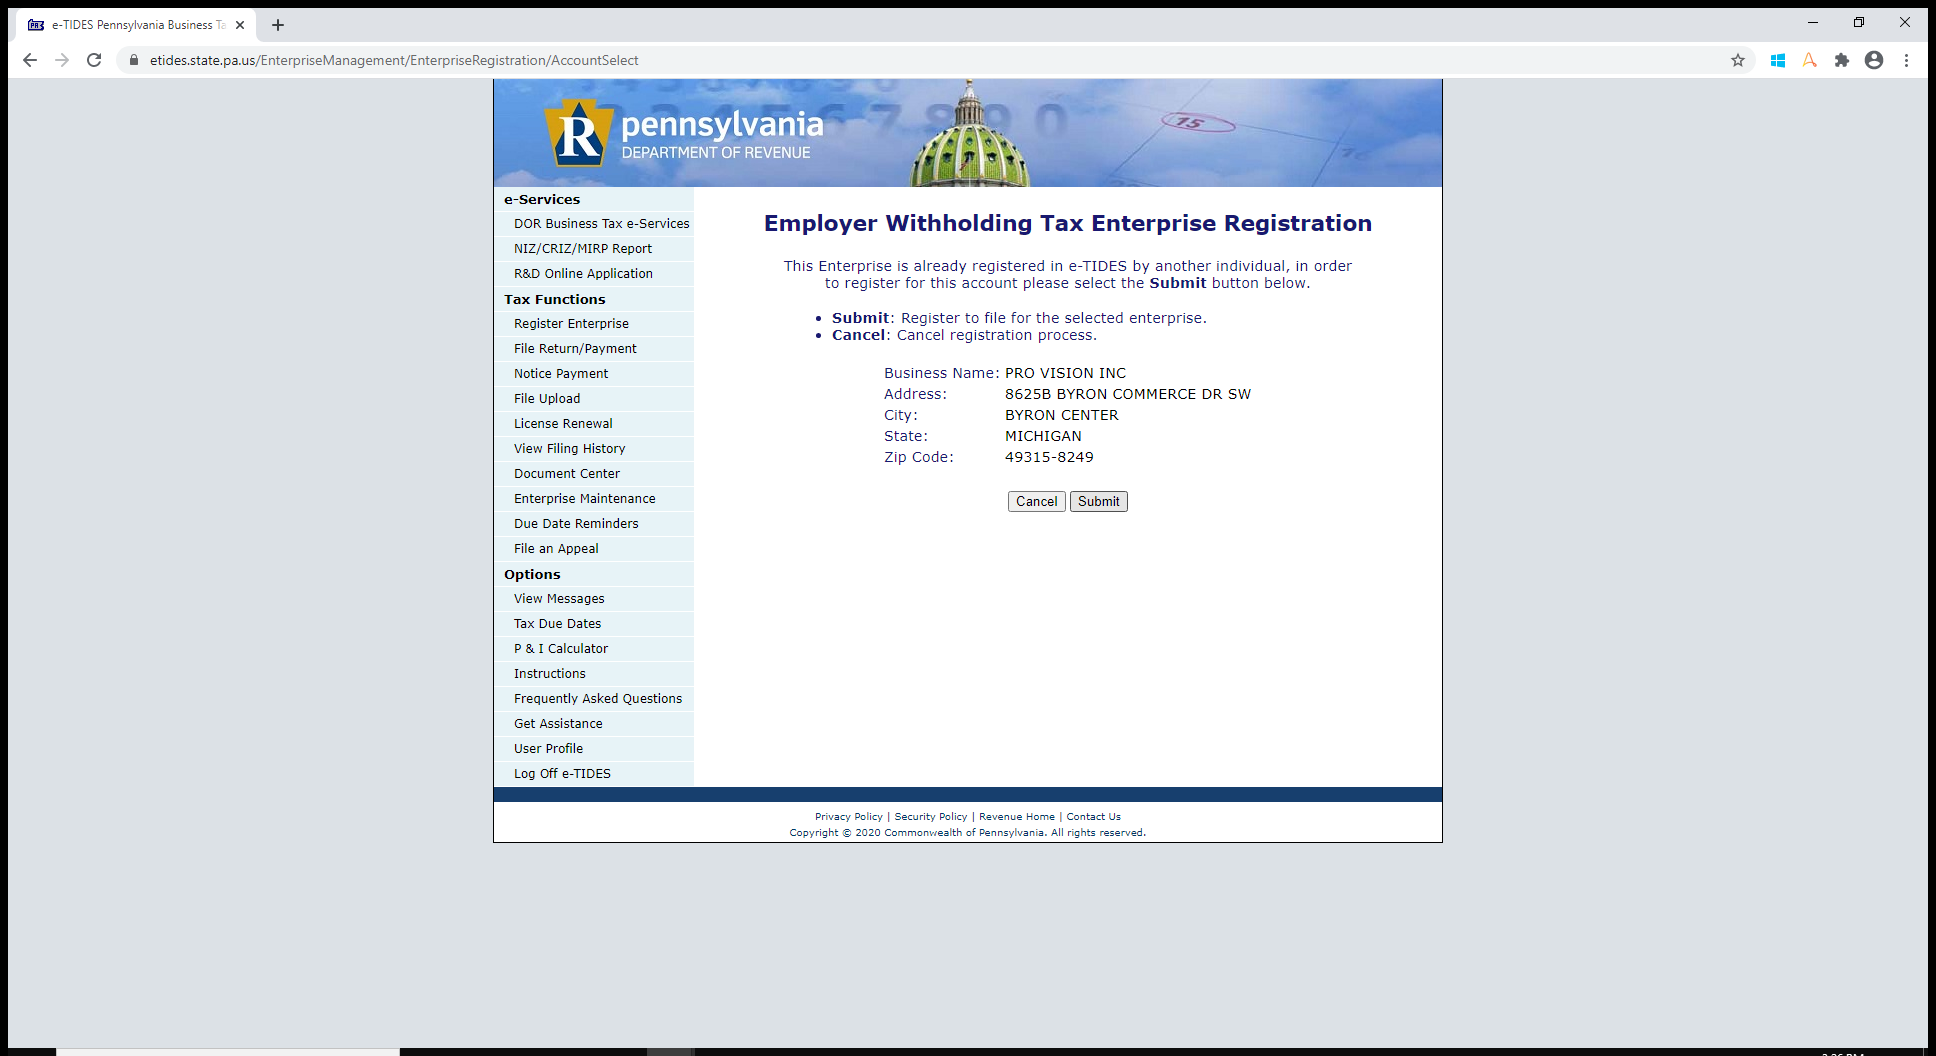 e-TIDES Pennsylvania Business Ta
etides.state.pa.us/EnterpriseManagement/EnterpriseRegistration/AccountSelect
34567890
15
16
R
pennsylvania
DEPARTMENT OF REVENUE
e-Services
DOR Business Tax e-Services
NIZ/CRIZ/MIRP Report
R&D Online Application
Tax Functions
Register Enterprise
File Return/Payment
Notice Payment
File Upload
License Renewal
View Filing History
Document Center
Enterprise Maintenance
Due Date Reminders
File an Appeal
Options
View Messages
Tax Due Dates
P & I Calculator
Instructions
Frequently Asked Questions
Get Assistance
User Profile
Log Off e-TIDES
Employer Withholding Tax Enterprise Registration
This Enterprise is already registered in e-TIDES by another individual, in order
to register for this account please select the Submit button below.
• Submit: Register to file for the selected enterprise.
• Cancel: Cancel registration process.
Business Name: PRO VISION INC
Address: 8625B BYRON COMMERCE DR SW
City: BYRON CENTER
State: MICHIGAN
Zip Code: 49315-8249
Cancel Submit
Privacy Policy | Security Policy | Revenue Home | Contact Us
Copyright © 2020 Commonwealth of Pennsylvania. All rights reserved.